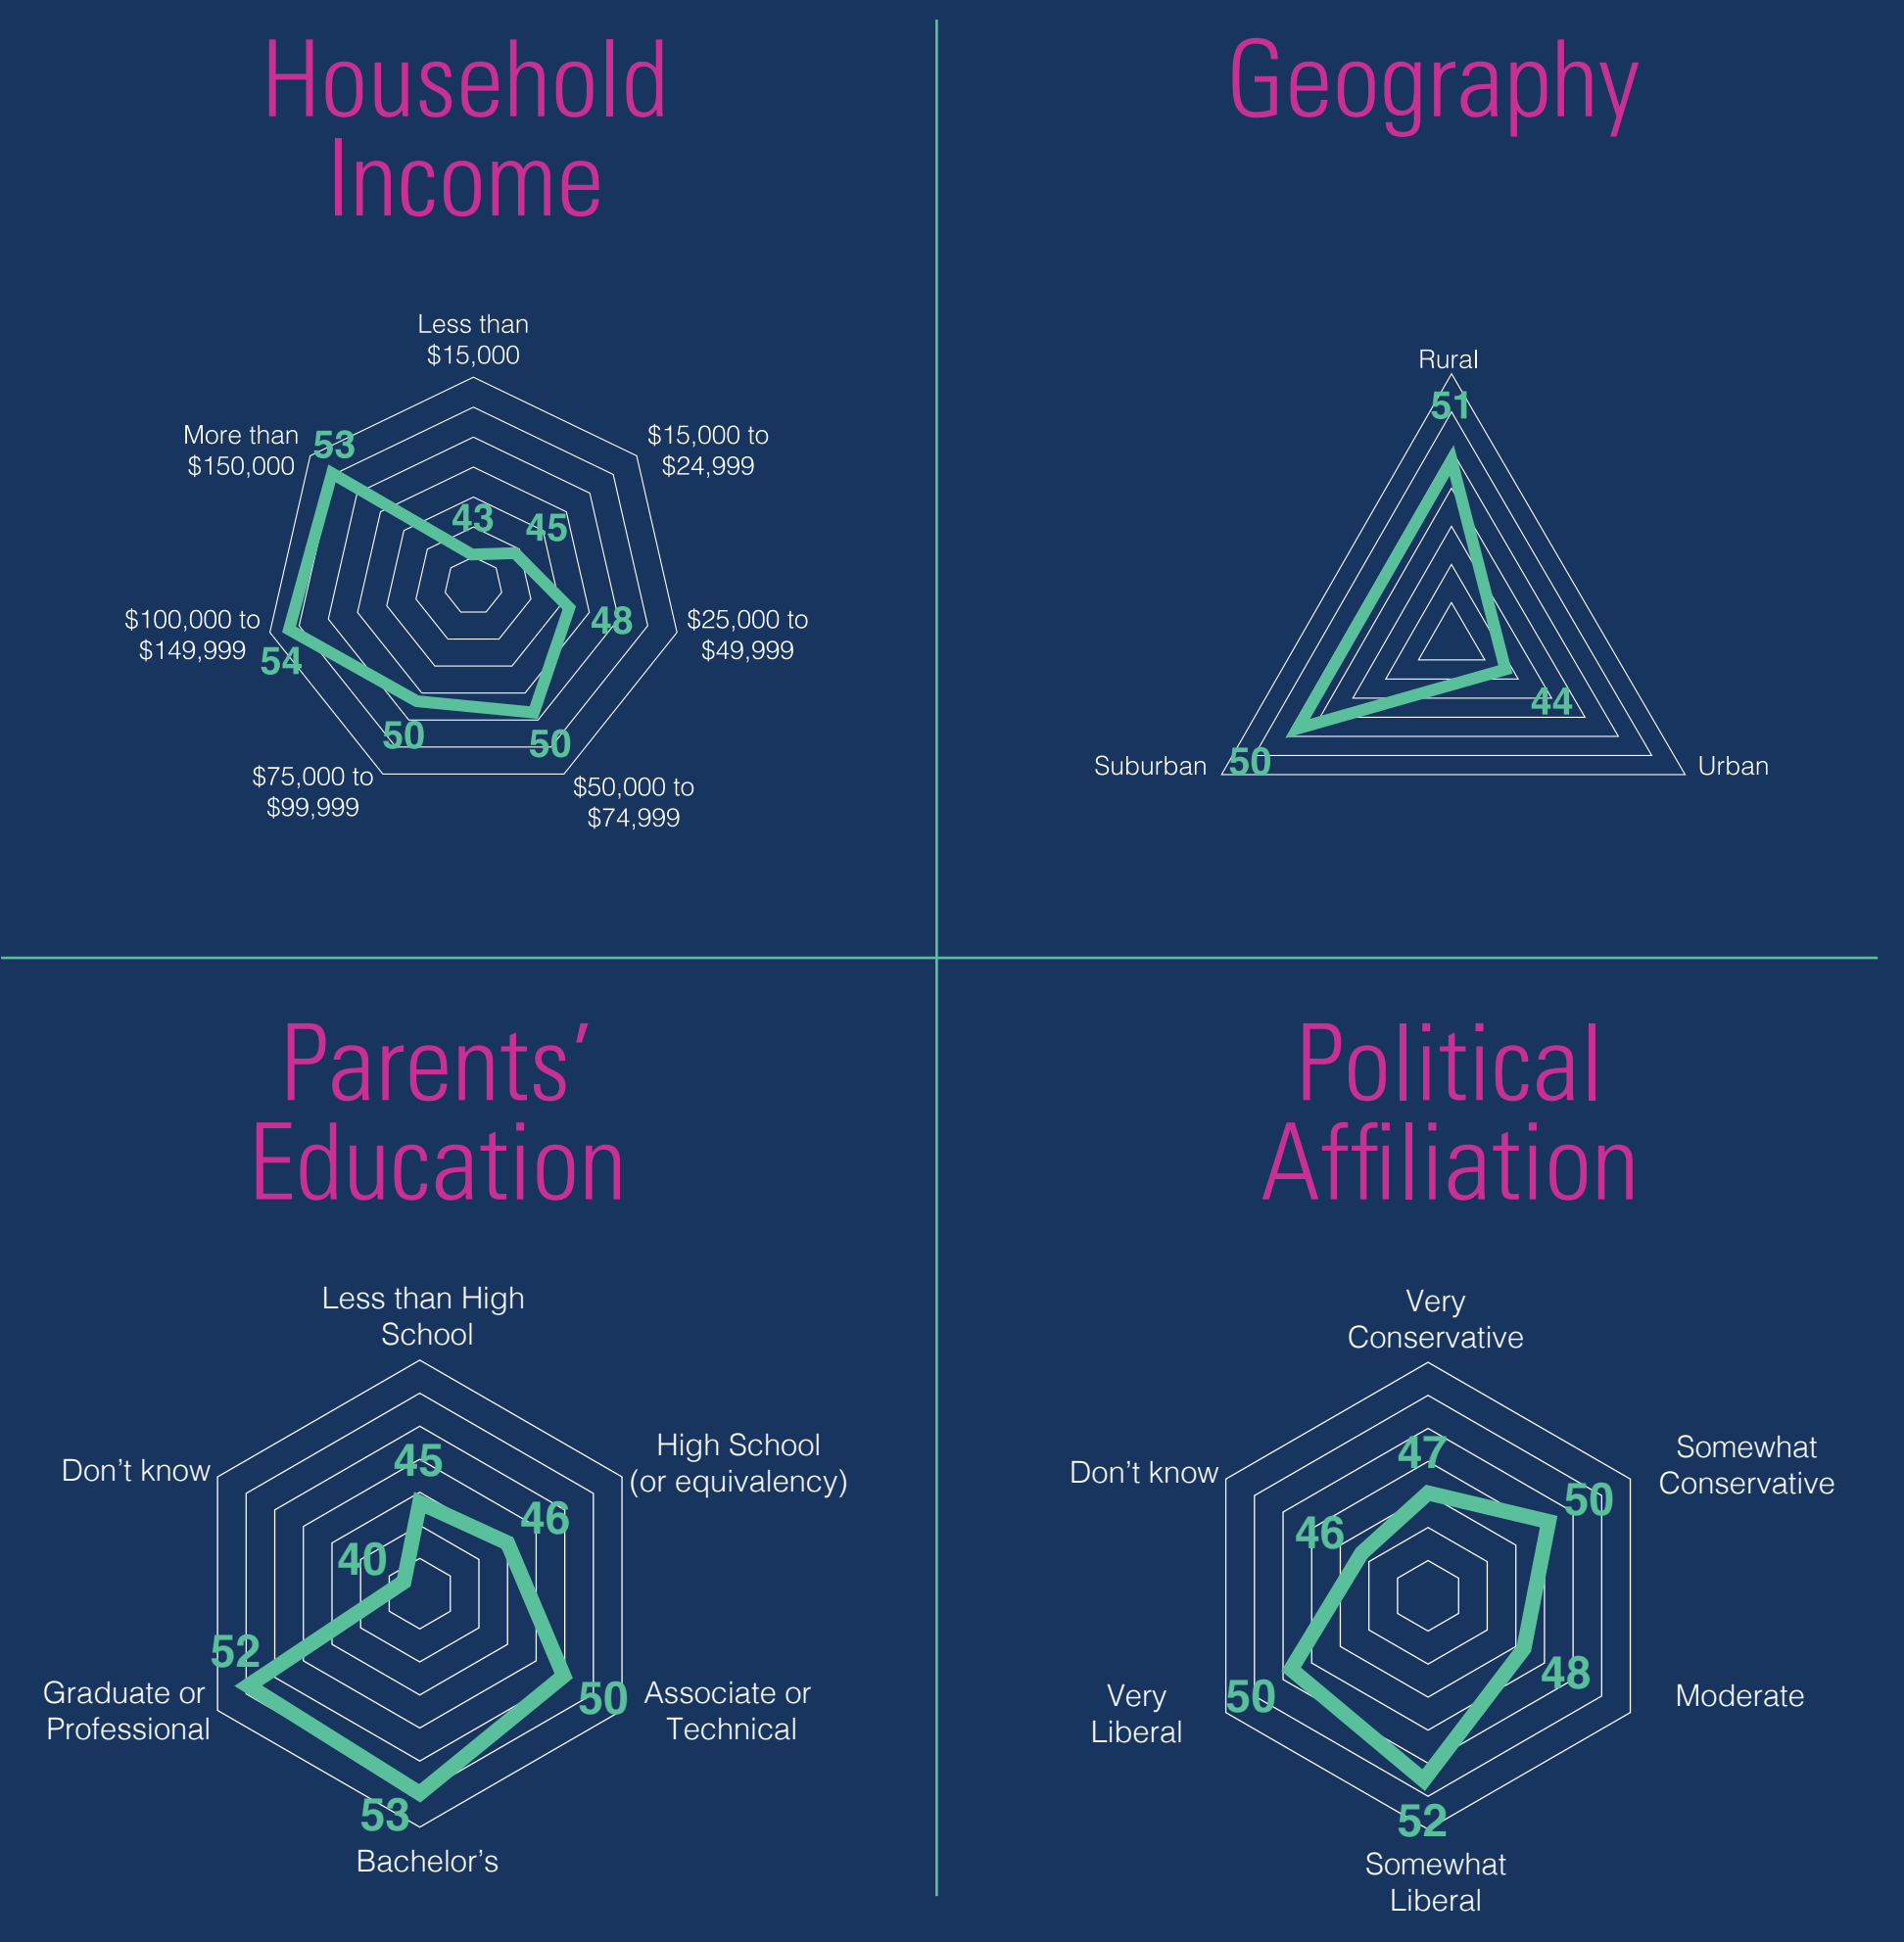 Household
Income
Less than
$15,000
More than
$150,000
53
$15,000 to
$24,999
43
45
$100,000 to
$149,999
54
48
$25,000 to
$49,999
50
50
$75,000 to
$99,999
$50,000 to
$74,999
Geography
Rural
51
44
Suburban
50
Urban
Parents’
Education
Less than High
School
High School
(or equivalency)
Don’t know
45
46
40
52
Graduate or
Professional
50
Associate or
Technical
53
Bachelor’s
Political
Affiliation
Very
Conservative
Somewhat
Conservative
Don’t know
47
50
46
48
Very
Liberal
50
Moderate
52
Somewhat
Liberal